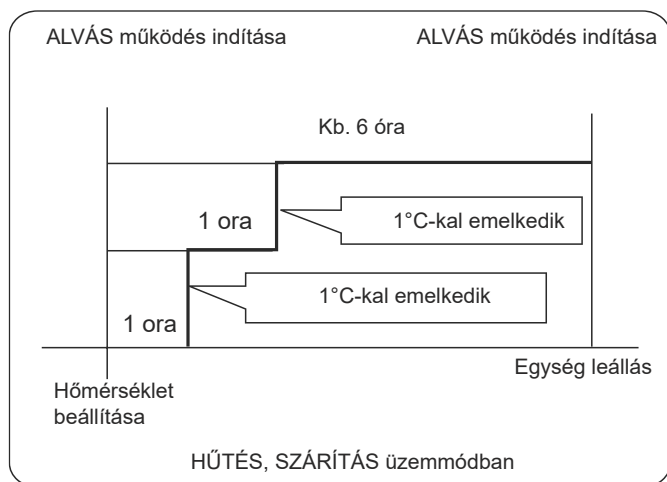 ALVÁS működés indítása
ALVÁS működés indítása
Kb. 6 óra
1 ora
1°C-kal emelkedik
1°C-kal emelkedik
1 ora
Egység leállás
Hőmérséklet
beállítása
HŰTÉS, SZÁRÍTÁS üzemmódban